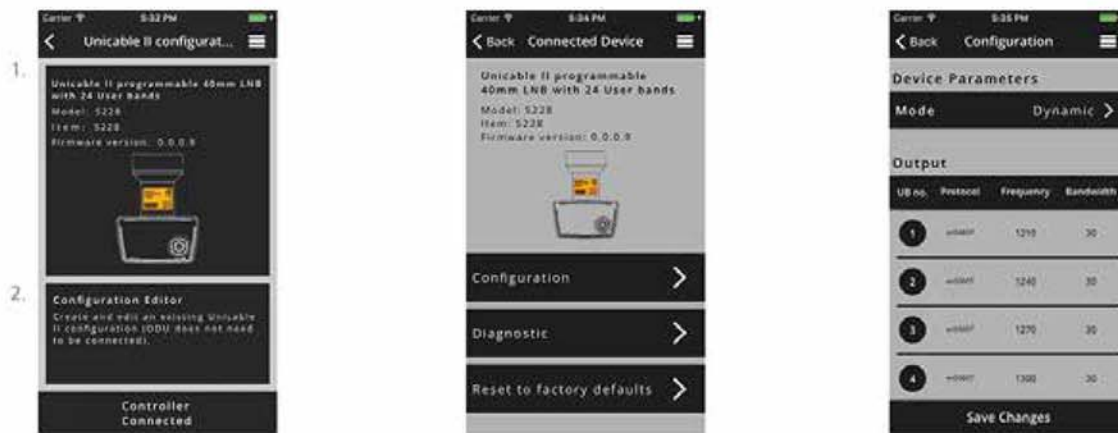 Carrier 5:32 PM
Unicable II configurat...
1.
Unicable II programmable 40mm LNB
with 24 User bands
Model: 5228
Item: 5228
Firmware version: 0.0.0.9
2.
Configuration Editor
Create and edit an existing Unicable
II configuration (ODU does not need
to be connected).
Controller
Connected
Carrier 5:34 PM
Back Connected Device
Unicable II programmable
40mm LNB with 24 User bands
Model: 5228
Item: 5228
Firmware version: 0.0.0.9
Configuration
Diagnostic
Reset to factory defaults
Carrier 5:35 PM
Back Configuration
Device Parameters
Mode Dynamic
Output
UB no. Protocol Frequency Bandwidth
1 1210 30
2 1240 30
3 1270 30
4 1300 30
Save Changes